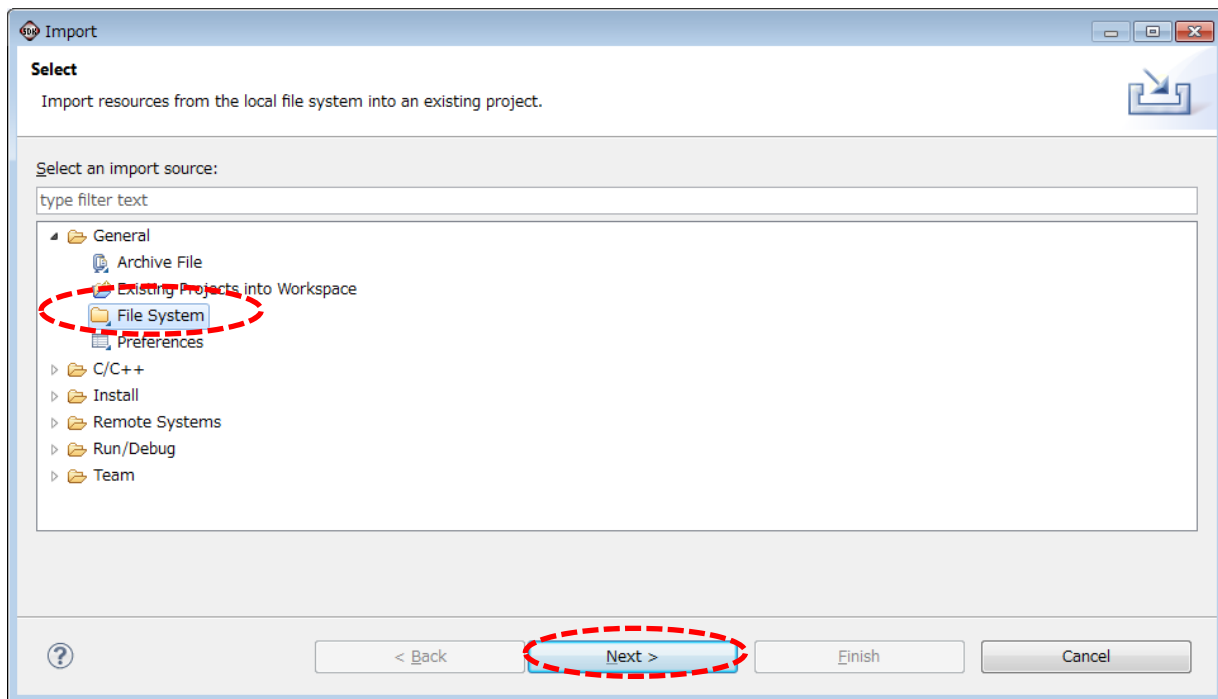 SDK Import
Select
Import resources from the local file system into an existing project.
Select an import source:
type filter text
General
Archive File
Existing Projects into Workspace
File System
Preferences
C/C++
Install
Remote Systems
Run/Debug
Team
? < Back Next > Finish Cancel